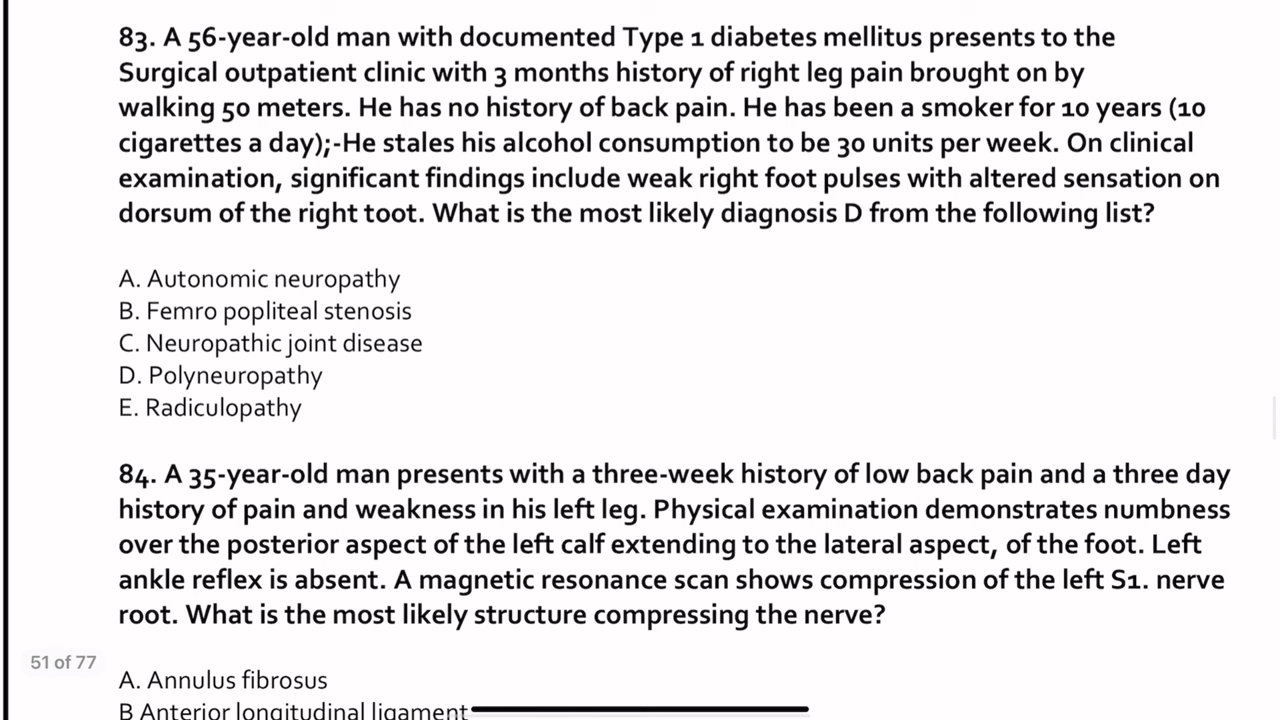 83. A 56-year-old man with documented Type 1 diabetes mellitus presents to the
Surgical outpatient clinic with 3 months history of right leg pain brought on by
walking 50 meters. He has no history of back pain. He has been a smoker for 10 years (10
cigarettes a day);-He stales his alcohol consumption to be 30 units per week. On clinical
examination, significant findings include weak right foot pulses with altered sensation on
dorsum of the right toot. What is the most likely diagnosis D from the following list?
A. Autonomic neuropathy
B. Femro popliteal stenosis
C. Neuropathic joint disease
D. Polyneuropathy
E. Radiculopathy
84. A 35-year-old man presents with a three-week history of low back pain and a three day
history of pain and weakness in his left leg. Physical examination demonstrates numbness
over the posterior aspect of the left calf extending to the lateral aspect, of the foot. Left
ankle reflex is absent. A magnetic resonance scan shows compression of the left S1. nerve
root. What is the most likely structure compressing the nerve?
51 of 77
A. Annulus fibrosus
B Anterior longitudinal ligament